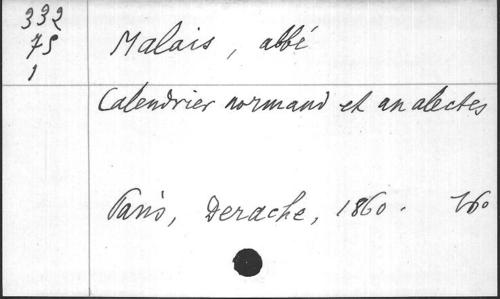 332
75
1
Malais, abbé
Calendrier normand et analectes
Paris, Derache, 1860.